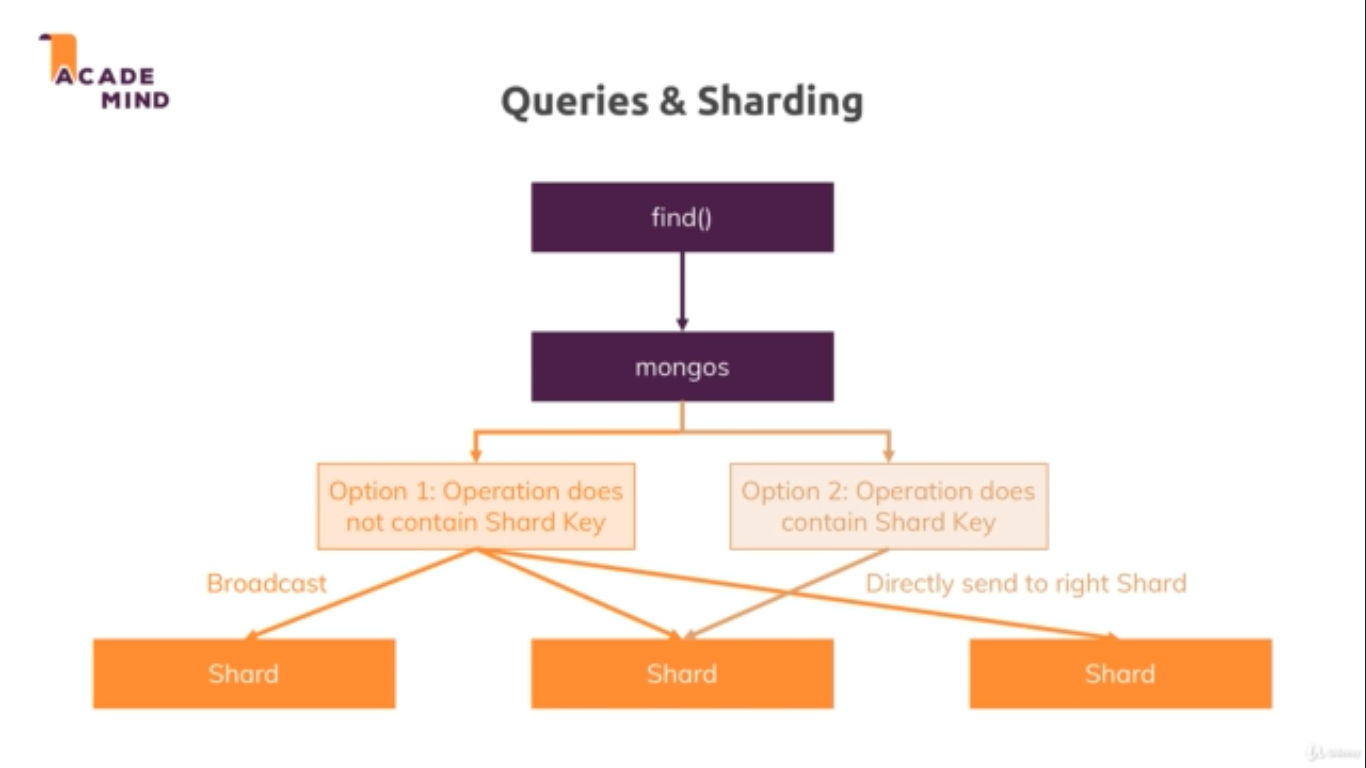 ACADE
MIND
Queries & Sharding
find()
mongos
Option 1: Operation does
not contain Shard Key
Option 2: Operation does
contain Shard Key
Broadcast
Directly send to right Shard
Shard
Shard
Shard